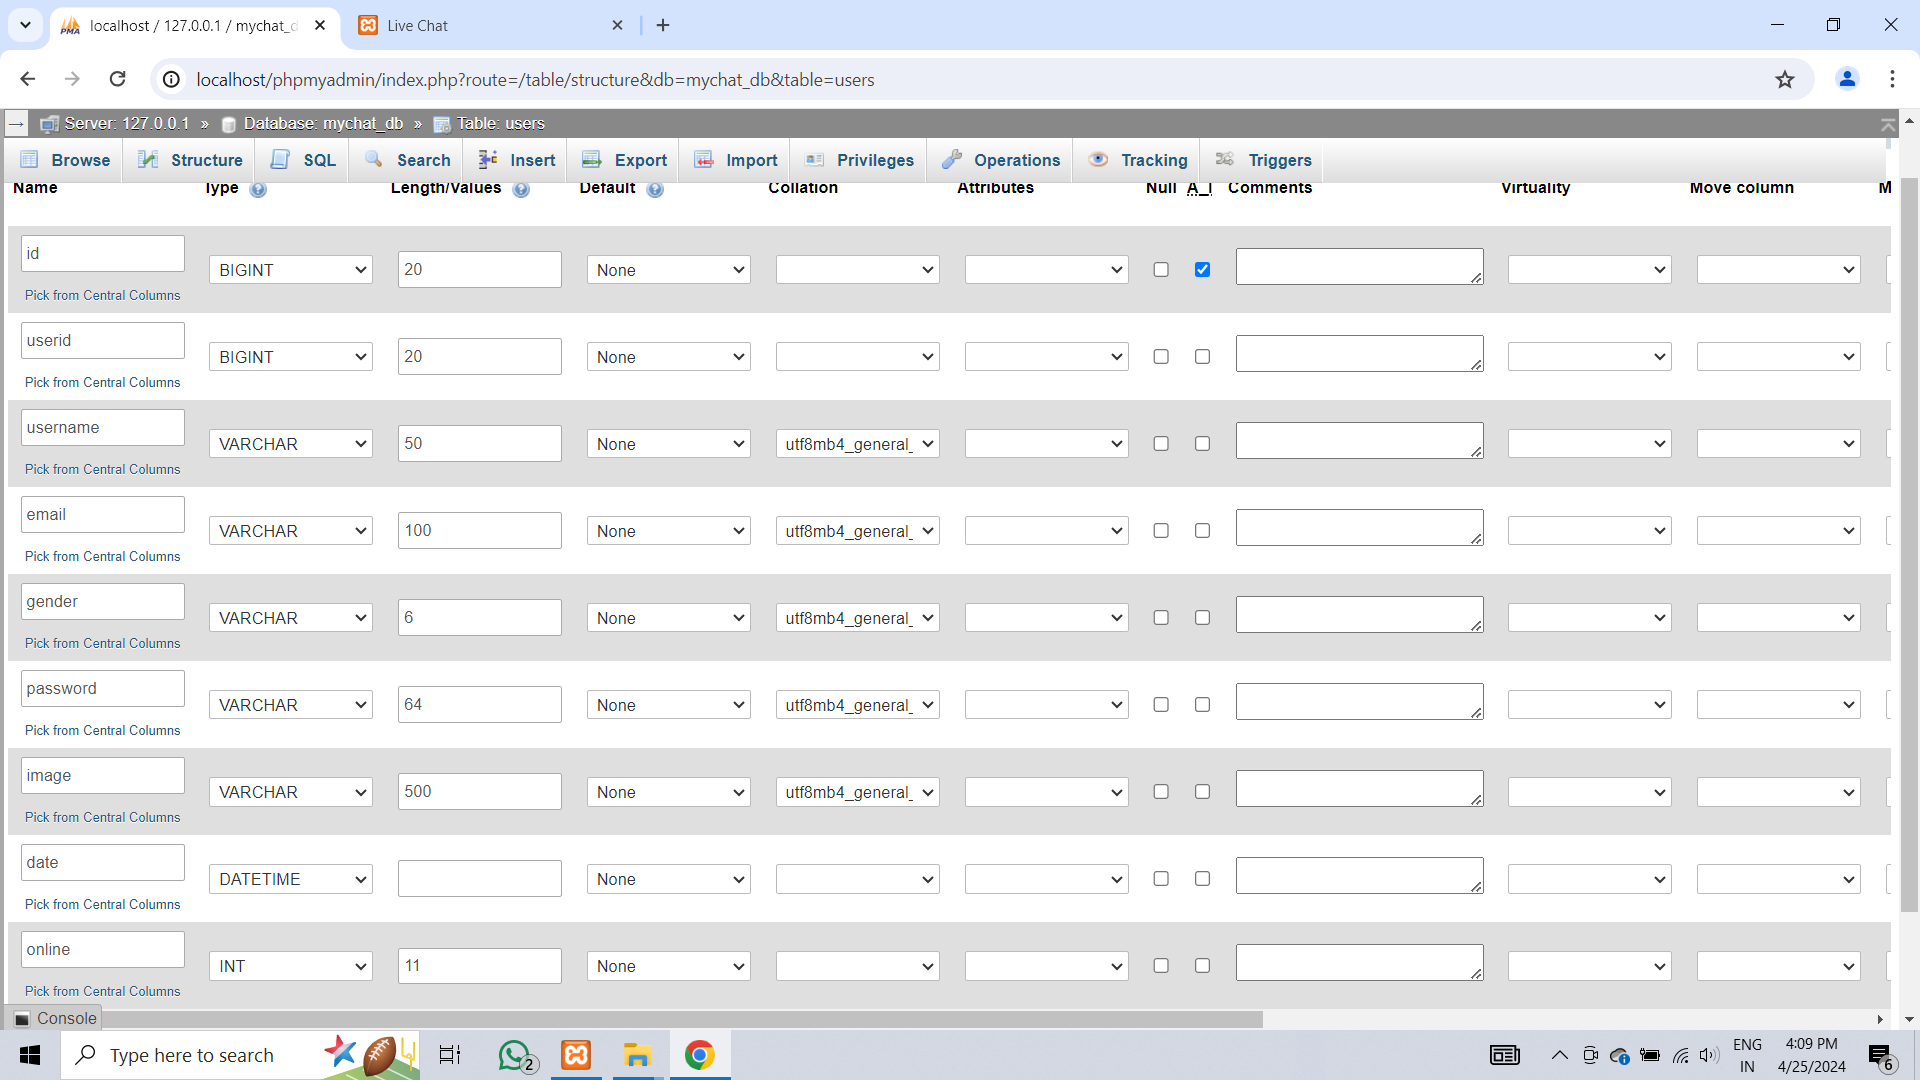 localhost / 127.0.0.1 / mychat_d
Live Chat
localhost/phpmyadmin/index.php?route=/table/structure&db=mychat_db&table=users
Server: 127.0.0.1 » Database: mychat_db » Table: users
Browse Structure SQL Search Insert Export Import Privileges Operations Tracking Triggers
Name Type Length/Values Default Collation Attributes Null A_I Comments Virtuality Move column M
id BIGINT 20 None
Pick from Central Columns
userid BIGINT 20 None
Pick from Central Columns
username VARCHAR 50 None utf8mb4_general_
Pick from Central Columns
email VARCHAR 100 None utf8mb4_general_
Pick from Central Columns
gender VARCHAR 6 None utf8mb4_general_
Pick from Central Columns
password VARCHAR 64 None utf8mb4_general_
Pick from Central Columns
image VARCHAR 500 None utf8mb4_general_
Pick from Central Columns
date DATETIME None
Pick from Central Columns
online INT 11 None
Pick from Central Columns
Console
Type here to search
2
ENG
IN
4:09 PM
4/25/2024
6